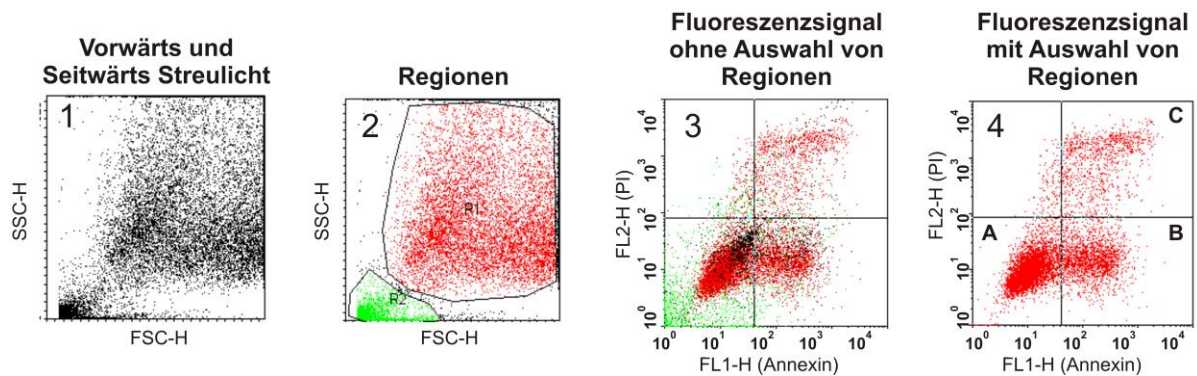 Vorwärts und
Seitwärts Streulicht
1
SSC-H
FSC-H
Regionen
2
R1
R2
SSC-H
FSC-H
Fluoreszenzsignal
ohne Auswahl von
Regionen
3
FL2-H (PI)
10⁴
10³
10²
10¹
10⁰
10⁰ 10¹ 10² 10³ 10⁴
FL1-H (Annexin)
Fluoreszenzsignal
mit Auswahl von
Regionen
4
C
A
B
FL2-H (PI)
10⁴
10³
10²
10¹
10⁰
10⁰ 10¹ 10² 10³ 10⁴
FL1-H (Annexin)